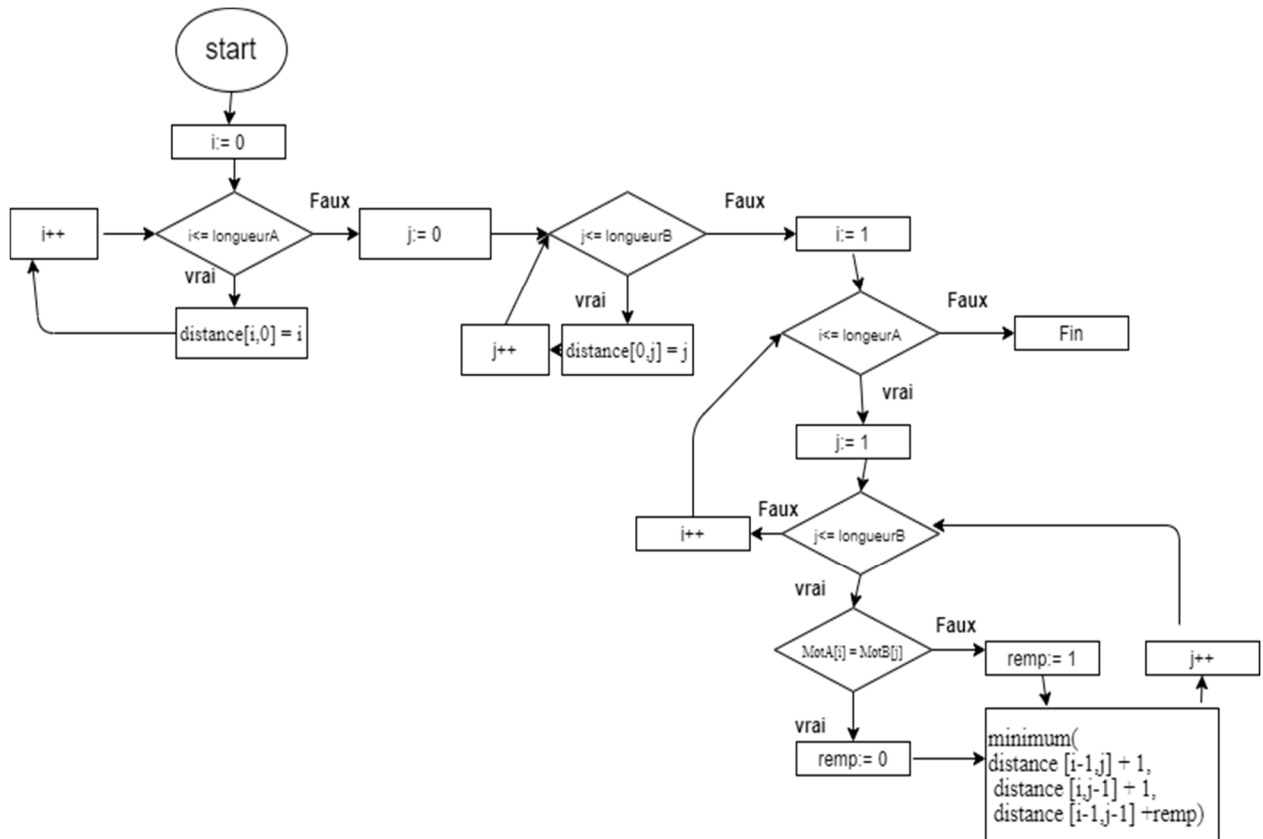 start
i:= 0
i++
i<= longueurA
Faux
vrai
distance[i,0] = i
j:= 0
j<= longueurB
Faux
vrai
distance[0,j] = j
j++
i:= 1
i<= longeurA
Faux
Fin
vrai
j:= 1
j<= longueurB
Faux
i++
vrai
MotA[i] = MotB[j]
Faux
remp:= 1
j++
vrai
remp:= 0
minimum(
distance [i-1,j] + 1,
distance [i,j-1] + 1,
distance [i-1,j-1] +remp)